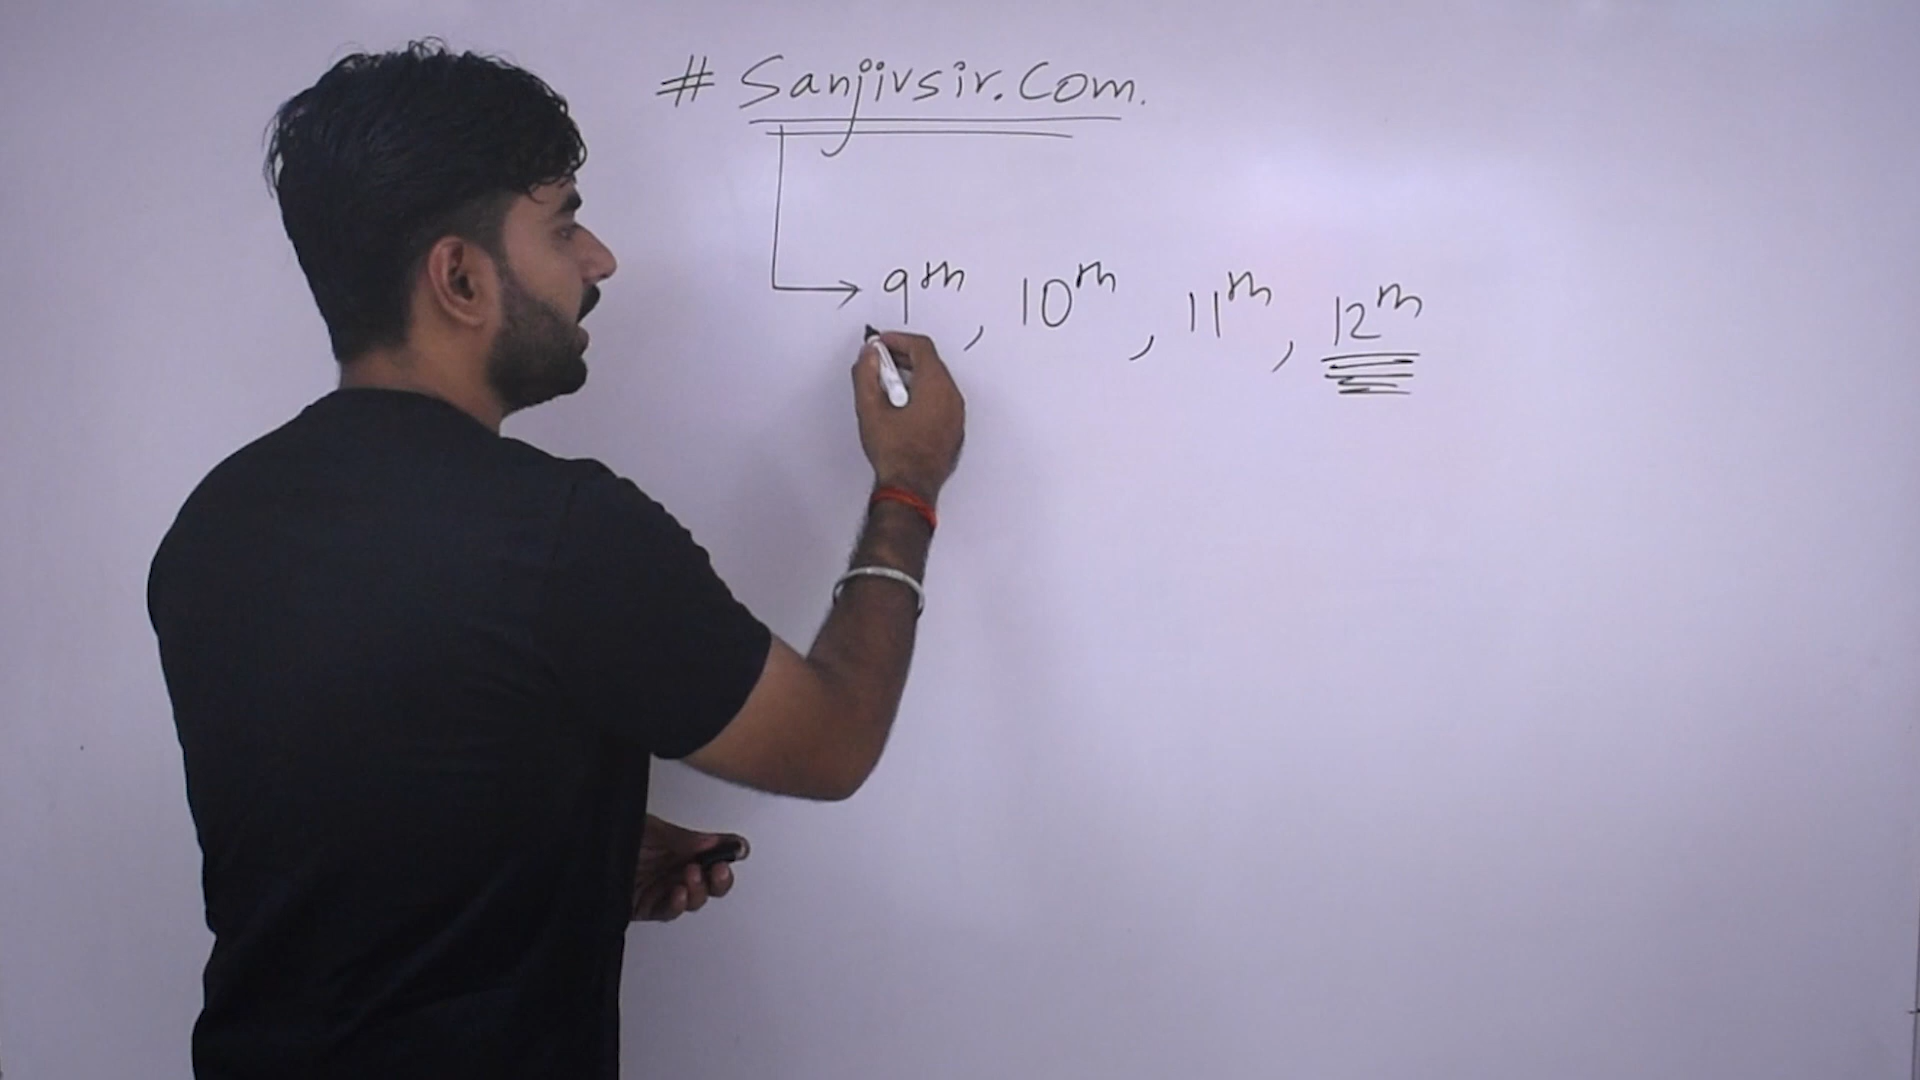 # Sanjivsir.Com.
→ 9th, 10th, 11th, 12th